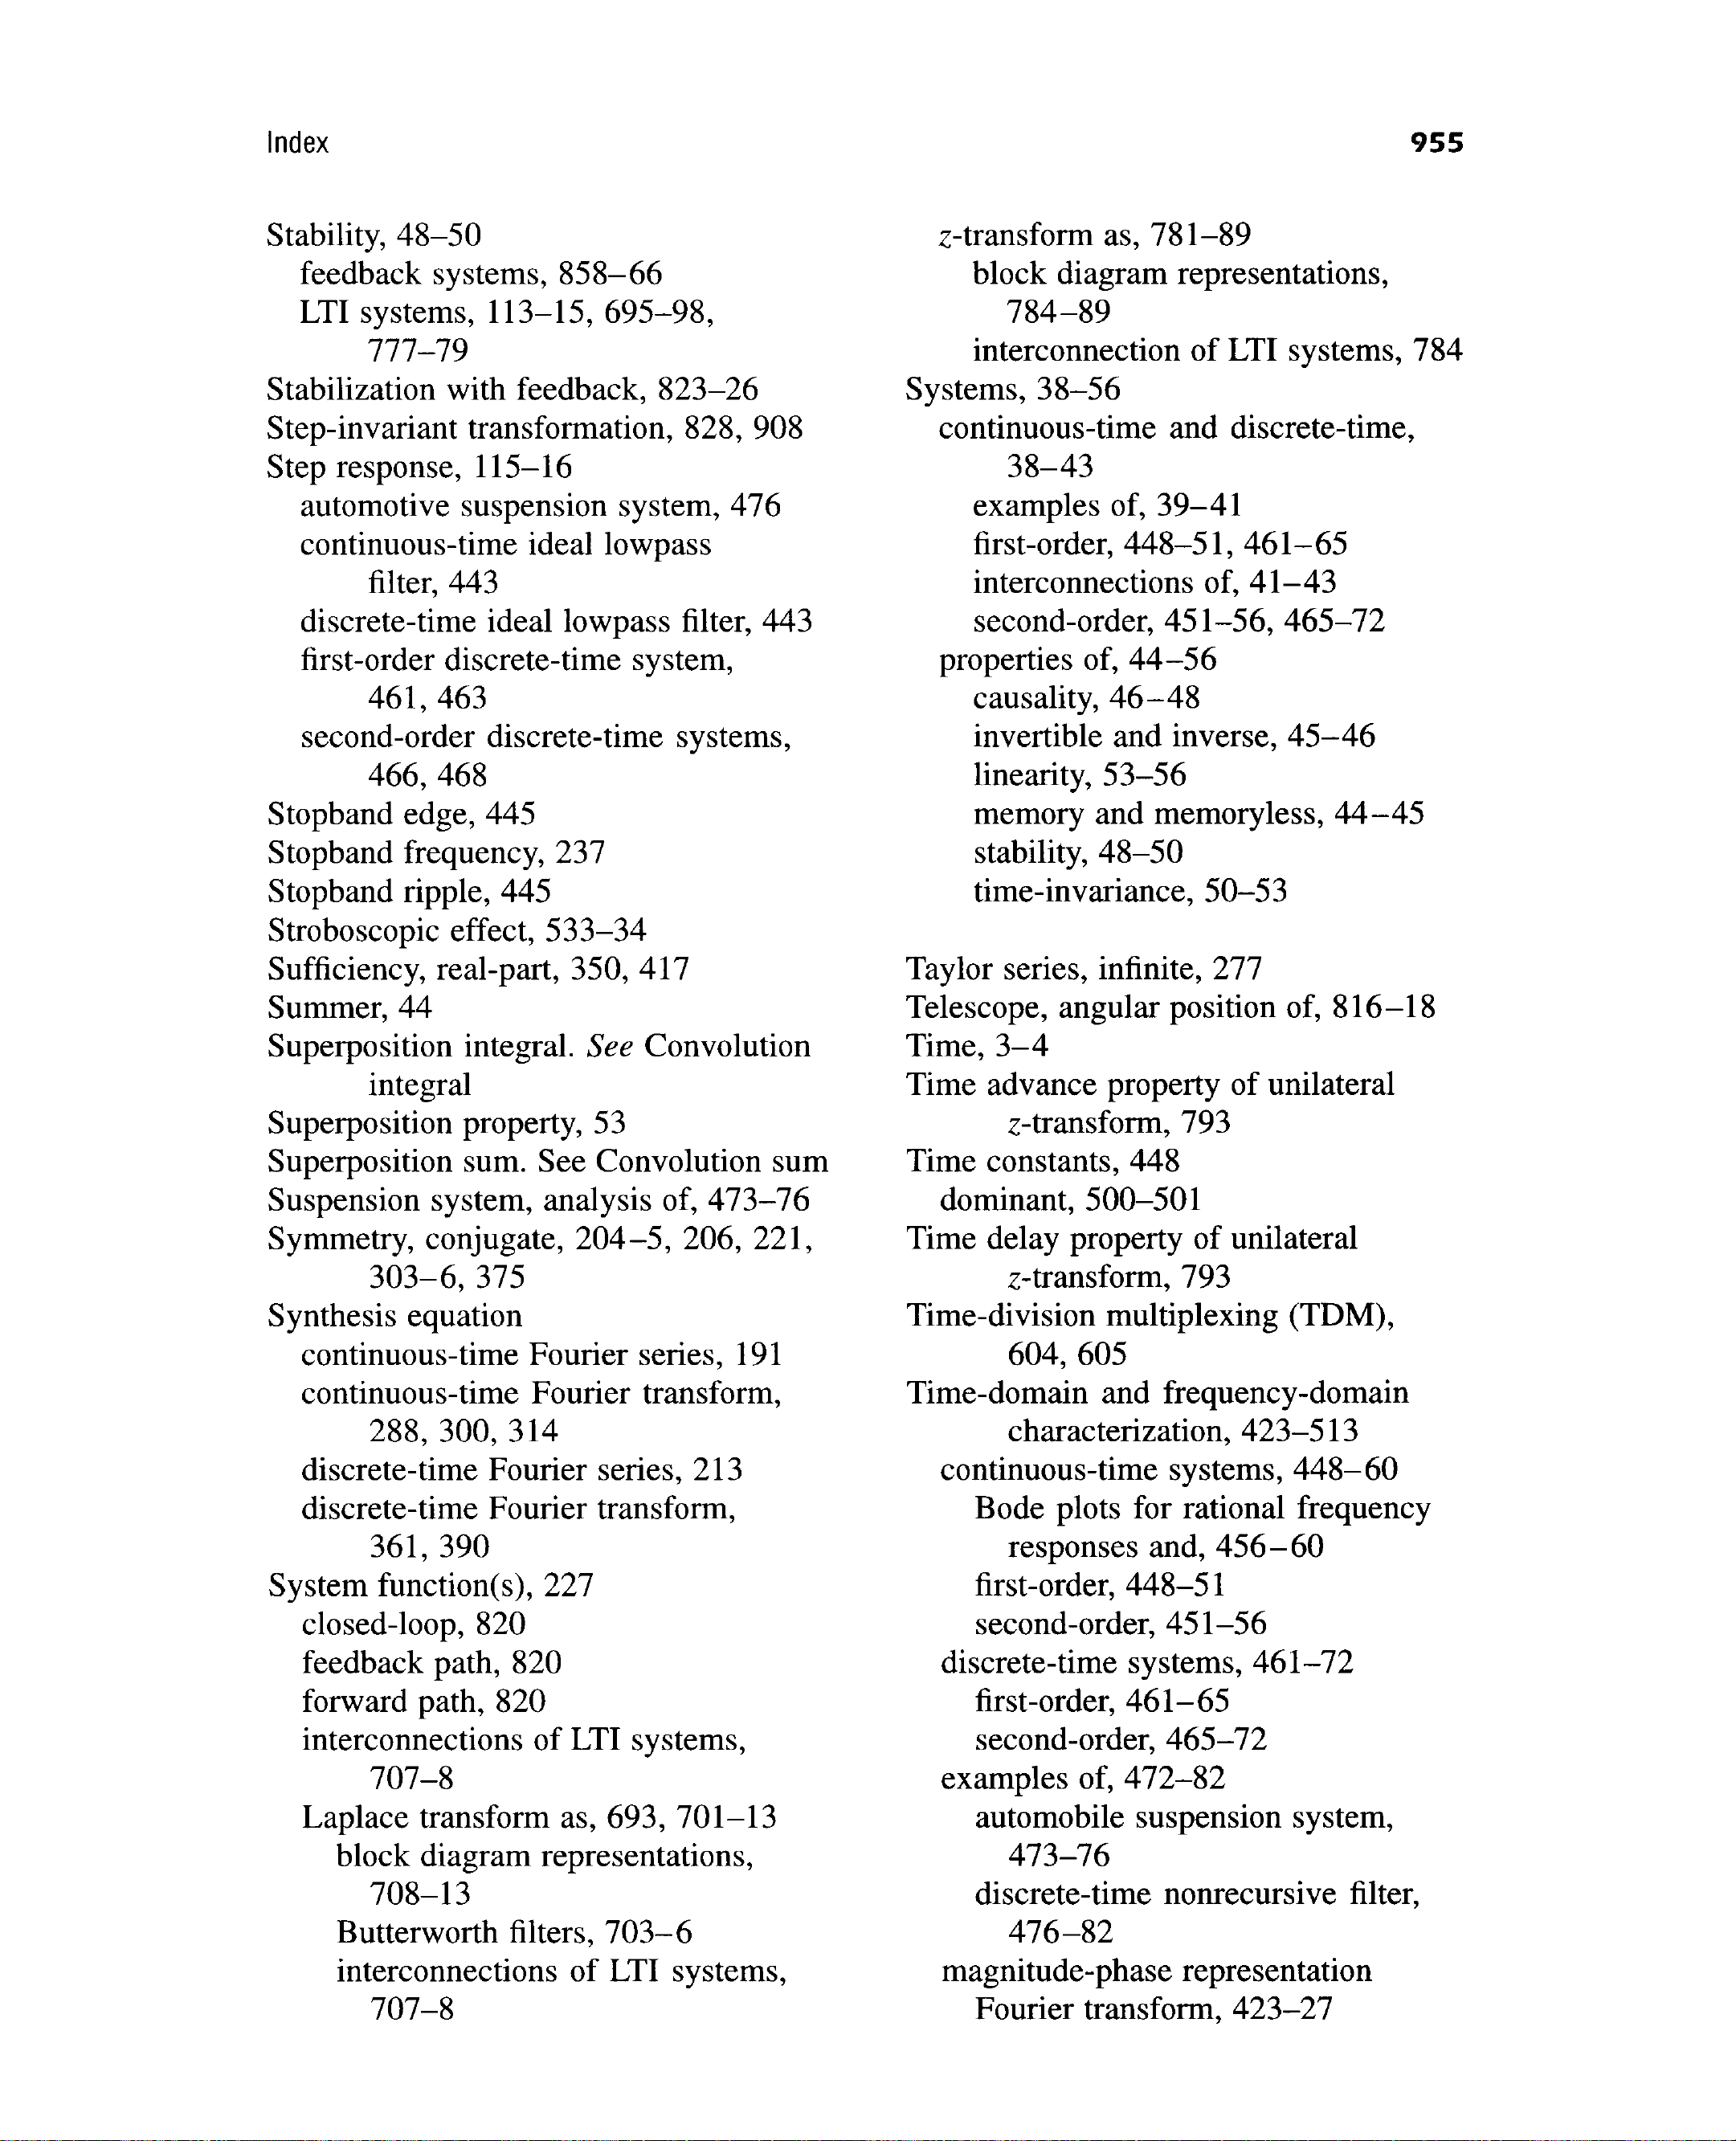 Index
955
Stability, 48–50
feedback systems, 858–66
LTI systems, 113–15, 695–98,
777–79
Stabilization with feedback, 823–26
Step-invariant transformation, 828, 908
Step response, 115–16
automotive suspension system, 476
continuous-time ideal lowpass
filter, 443
discrete-time ideal lowpass filter, 443
first-order discrete-time system,
461, 463
second-order discrete-time systems,
466, 468
Stopband edge, 445
Stopband frequency, 237
Stopband ripple, 445
Stroboscopic effect, 533–34
Sufficiency, real-part, 350, 417
Summer, 44
Superposition integral. See Convolution
integral
Superposition property, 53
Superposition sum. See Convolution sum
Suspension system, analysis of, 473–76
Symmetry, conjugate, 204–5, 206, 221,
303–6, 375
Synthesis equation
continuous-time Fourier series, 191
continuous-time Fourier transform,
288, 300, 314
discrete-time Fourier series, 213
discrete-time Fourier transform,
361, 390
System function(s), 227
closed-loop, 820
feedback path, 820
forward path, 820
interconnections of LTI systems,
707–8
Laplace transform as, 693, 701–13
block diagram representations,
708–13
Butterworth filters, 703–6
interconnections of LTI systems,
707–8
z-transform as, 781–89
block diagram representations,
784–89
interconnection of LTI systems, 784
Systems, 38–56
continuous-time and discrete-time,
38–43
examples of, 39–41
first-order, 448–51, 461–65
interconnections of, 41–43
second-order, 451–56, 465–72
properties of, 44–56
causality, 46–48
invertible and inverse, 45–46
linearity, 53–56
memory and memoryless, 44–45
stability, 48–50
time-invariance, 50–53
Taylor series, infinite, 277
Telescope, angular position of, 816–18
Time, 3–4
Time advance property of unilateral
z-transform, 793
Time constants, 448
dominant, 500–501
Time delay property of unilateral
z-transform, 793
Time-division multiplexing (TDM),
604, 605
Time-domain and frequency-domain
characterization, 423–513
continuous-time systems, 448–60
Bode plots for rational frequency
responses and, 456–60
first-order, 448–51
second-order, 451–56
discrete-time systems, 461–72
first-order, 461–65
second-order, 465–72
examples of, 472–82
automobile suspension system,
473–76
discrete-time nonrecursive filter,
476–82
magnitude-phase representation
Fourier transform, 423–27